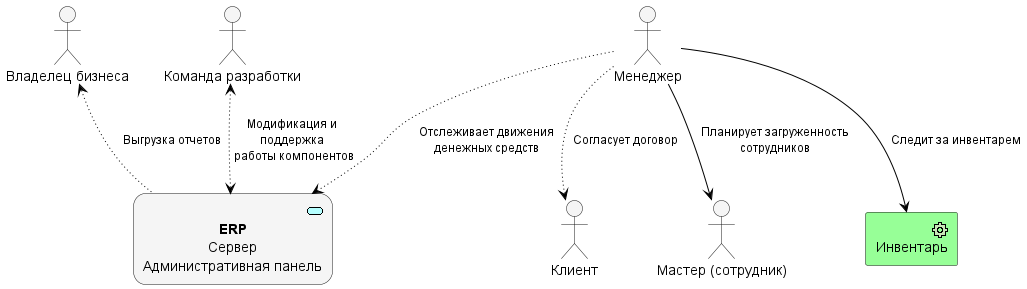 Владелец бизнеса
Команда разработки
Менеджер
Выгрузка отчетов
Модификация и
поддержка
работы компонентов
Отслеживает движения
денежных средств
Согласует договор
Планирует загруженность
сотрудников
Следит за инвентарем
ERP
Сервер
Административная панель
Клиент
Мастер (сотрудник)
Инвентарь